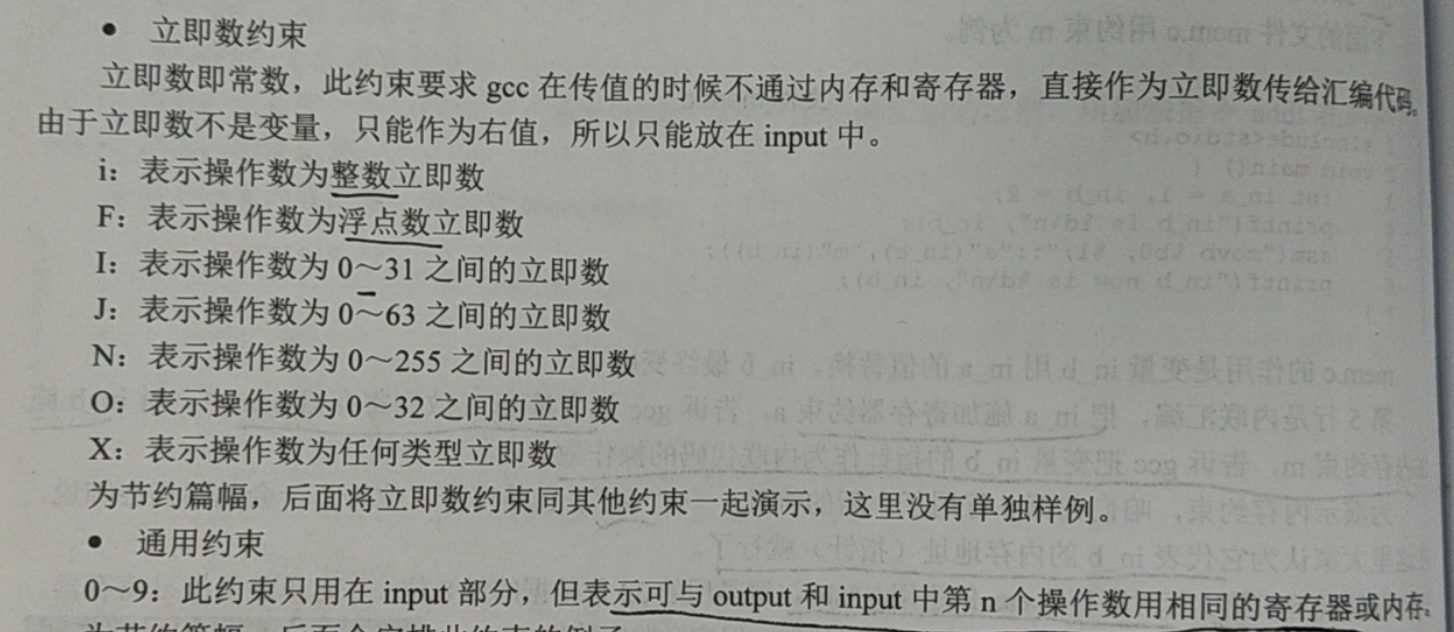 • 立即数约束
立即数即常数，此约束要求 gcc 在传值的时候不通过内存和寄存器，直接作为立即数传给汇编代码。
由于立即数不是变量，只能作为右值，所以只能放在 input 中。
i：表示操作数为整数立即数
F：表示操作数为浮点数立即数
I：表示操作数为 0～31 之间的立即数
J：表示操作数为 0～63 之间的立即数
N：表示操作数为 0～255 之间的立即数
O：表示操作数为 0～32 之间的立即数
X：表示操作数为任何类型立即数
为节约篇幅，后面将立即数约束同其他约束一起演示，这里没有单独样例。
• 通用约束
0～9：此约束只用在 input 部分，但表示可与 output 和 input 中第 n 个操作数用相同的寄存器或内存。